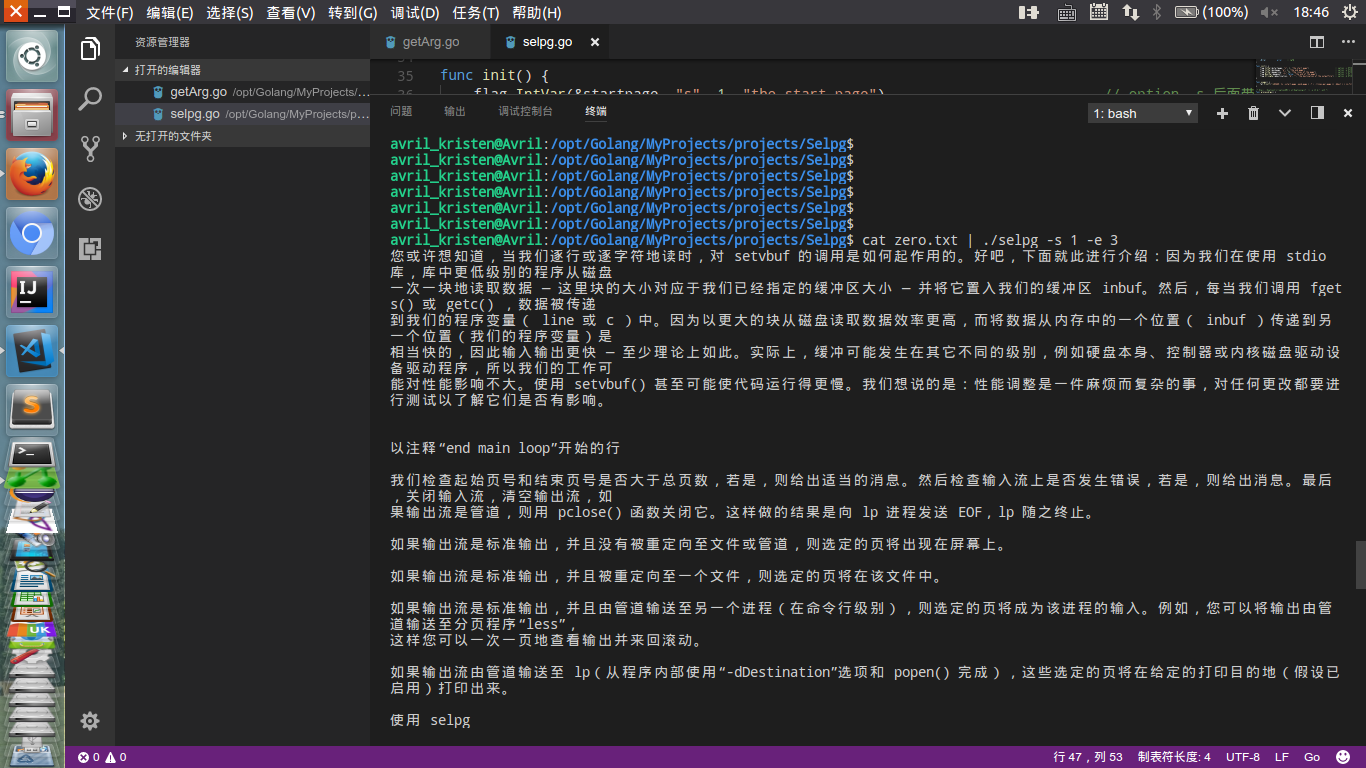 文件(F) 编辑(E) 选择(S) 查看(V) 转到(G) 调试(D) 任务(T) 帮助(H)
(100%) 18:46
资源管理器
打开的编辑器
getArg.go /opt/Golang/MyProjects/...
selpg.go /opt/Golang/MyProjects/p...
无打开的文件夹
getArg.go
selpg.go
35 func init() {
问题 输出 调试控制台 终端
1: bash
avril_kristen@Avril:/opt/Golang/MyProjects/projects/Selpg$
avril_kristen@Avril:/opt/Golang/MyProjects/projects/Selpg$
avril_kristen@Avril:/opt/Golang/MyProjects/projects/Selpg$
avril_kristen@Avril:/opt/Golang/MyProjects/projects/Selpg$
avril_kristen@Avril:/opt/Golang/MyProjects/projects/Selpg$
avril_kristen@Avril:/opt/Golang/MyProjects/projects/Selpg$
avril_kristen@Avril:/opt/Golang/MyProjects/projects/Selpg$ cat zero.txt | ./selpg -s 1 -e 3
您或许想知道，当我们逐行或逐字符地读时，对 setvbuf 的调用是如何起作用的。好吧，下面就此进行介绍：因为我们在使用 stdio
库，库中更低级别的程序从磁盘
一次一块地读取数据 — 这里块的大小对应于我们已经指定的缓冲区大小 — 并将它置入我们的缓冲区 inbuf。然后，每当我们调用 fget
s() 或 getc() ，数据被传递
到我们的程序变量（ line 或 c ）中。因为以更大的块从磁盘读取数据效率更高，而将数据从内存中的一个位置（ inbuf ）传递到另
一个位置（我们的程序变量）是
相当快的，因此输入输出更快 — 至少理论上如此。实际上，缓冲可能发生在其它不同的级别，例如硬盘本身、控制器或内核磁盘驱动设
备驱动程序，所以我们的工作可
能对性能影响不大。使用 setvbuf() 甚至可能使代码运行得更慢。我们想说的是：性能调整是一件麻烦而复杂的事，对任何更改都要进
行测试以了解它们是否有影响。
以注释“end main loop”开始的行
我们检查起始页号和结束页号是否大于总页数，若是，则给出适当的消息。然后检查输入流上是否发生错误，若是，则给出消息。最后
，关闭输入流，清空输出流，如
果输出流是管道，则用 pclose() 函数关闭它。这样做的结果是向 lp 进程发送 EOF，lp 随之终止。
如果输出流是标准输出，并且没有被重定向至文件或管道，则选定的页将出现在屏幕上。
如果输出流是标准输出，并且被重定向至一个文件，则选定的页将在该文件中。
如果输出流是标准输出，并且由管道输送至另一个进程（在命令行级别），则选定的页将成为该进程的输入。例如，您可以将输出由管
道输送至分页程序“less”，
这样您可以一次一页地查看输出并来回滚动。
如果输出流由管道输送至 lp（从程序内部使用“-dDestination”选项和 popen() 完成），这些选定的页将在给定的打印目的地（假设已
启用）打印出来。
使用 selpg
0 0 行 47，列 53 制表符长度: 4 UTF-8 LF Go